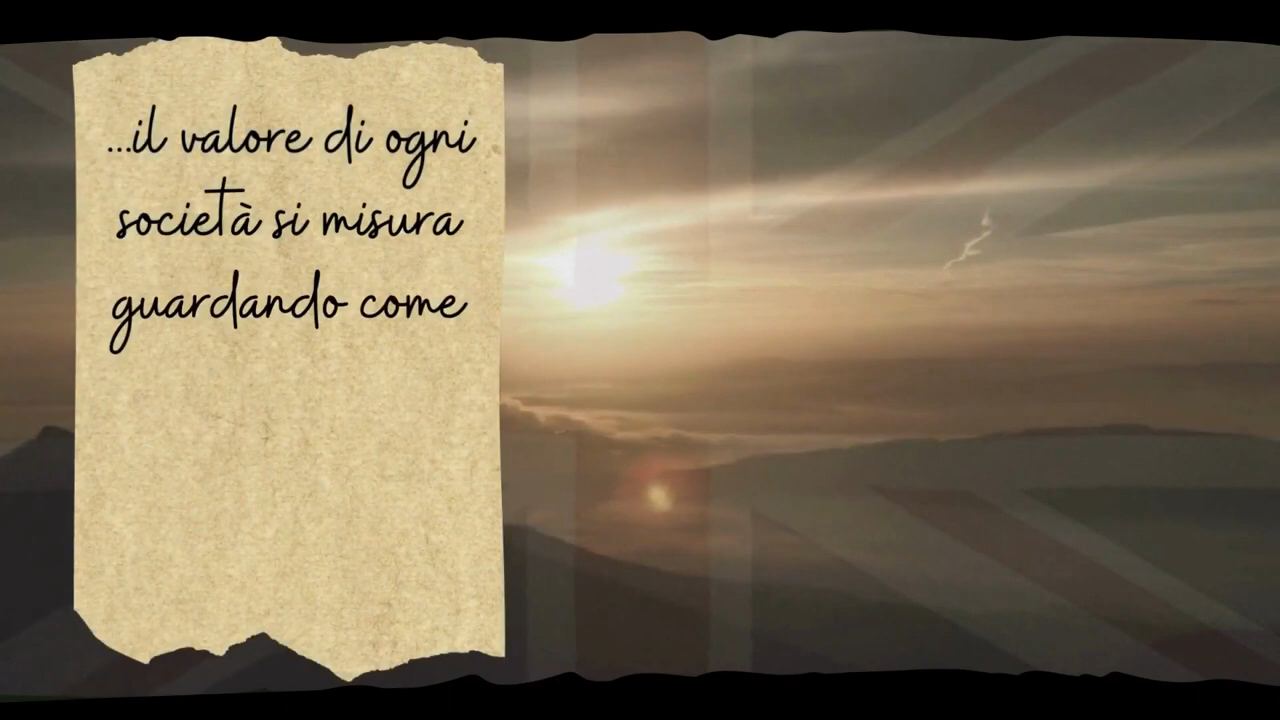 ...il valore di ogni
società si misura
guardando come